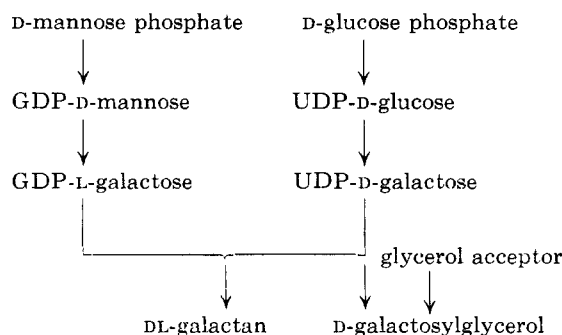 D-mannose phosphate D-glucose phosphate
GDP-D-mannose UDP-D-glucose
GDP-L-galactose UDP-D-galactose
glycerol acceptor
DL-galactan D-galactosylglycerol